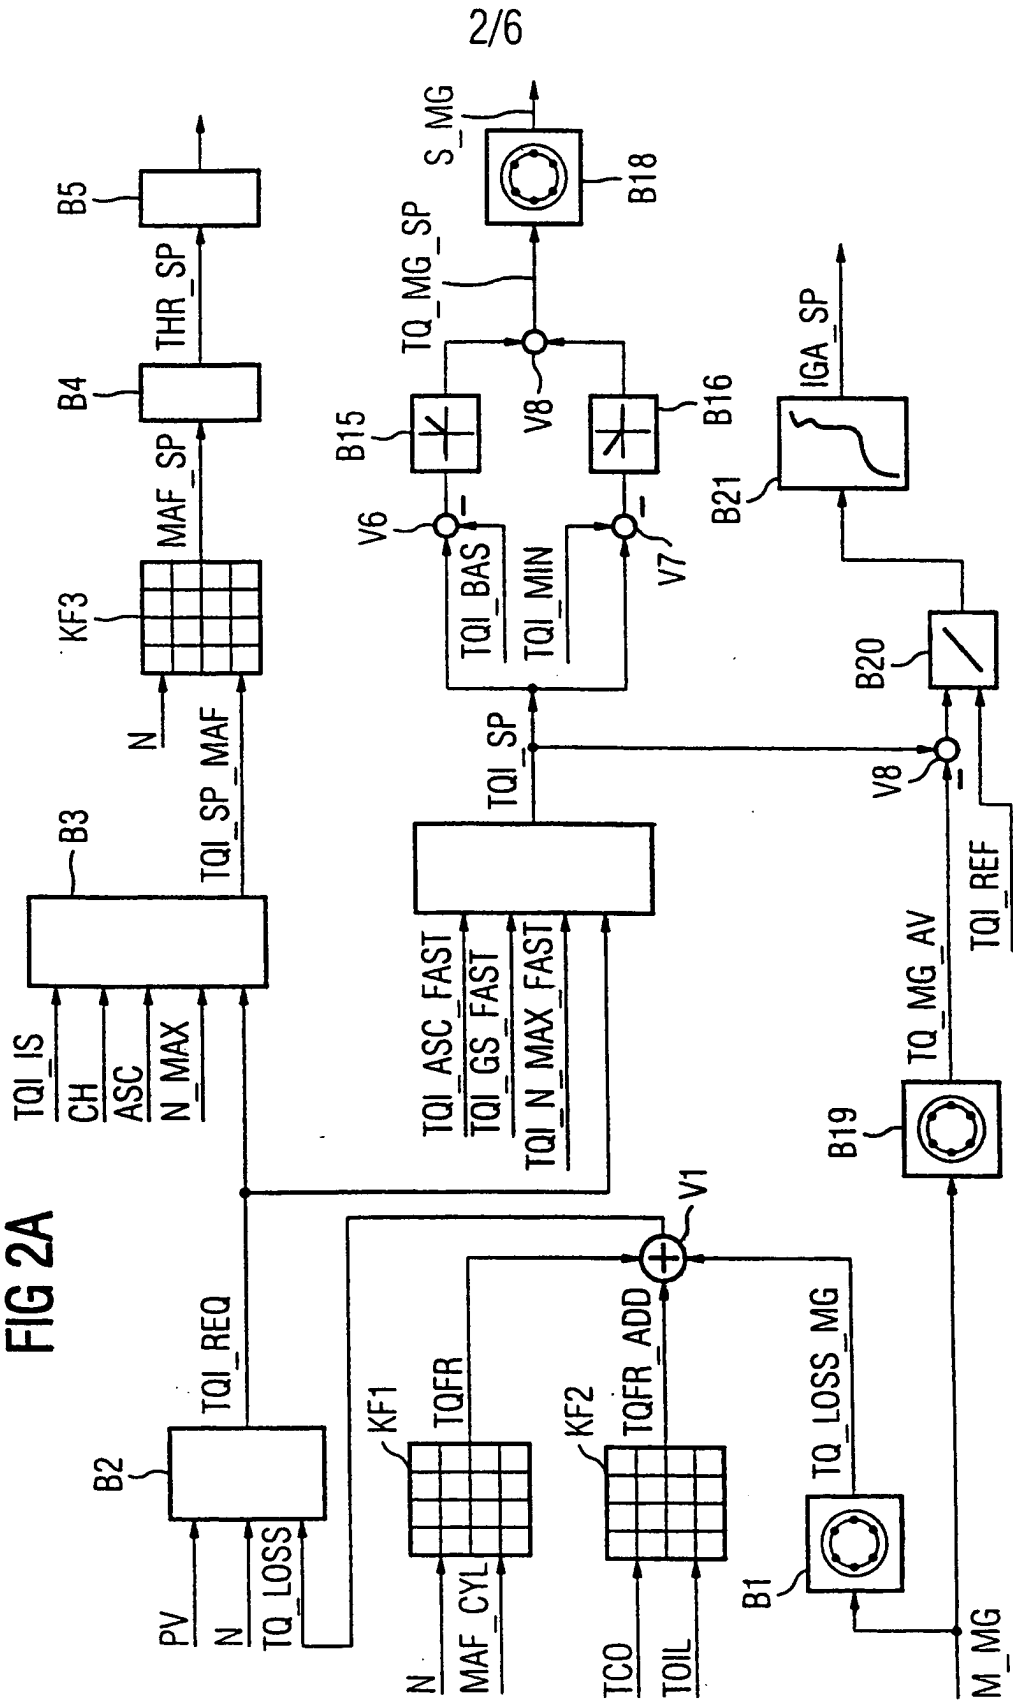 2/6
FIG 2A
PV
N
TQ_LOSS
B2
TQI_REQ
TQI_IS
CH
ASC
N_MAX
B3
TQI_SP_MAF
N
KF3
MAF_SP
B4
THR_SP
B5
N
MAF_CYL
KF1
TQFR
TCO
TOIL
KF2
TQFR_ADD
V1
TQI_ASC_FAST
TQI_GS_FAST
TQI_N_MAX_FAST
TQI_SP
TQI_BAS
TQI_MIN
V6
V7
B15
B16
V8
TQ_MG_SP
S_MG
B18
M_MG
B1
TQ_LOSS_MG
B19
TQ_MG_AV
TQI_REF
V8
B20
B21
IGA_SP